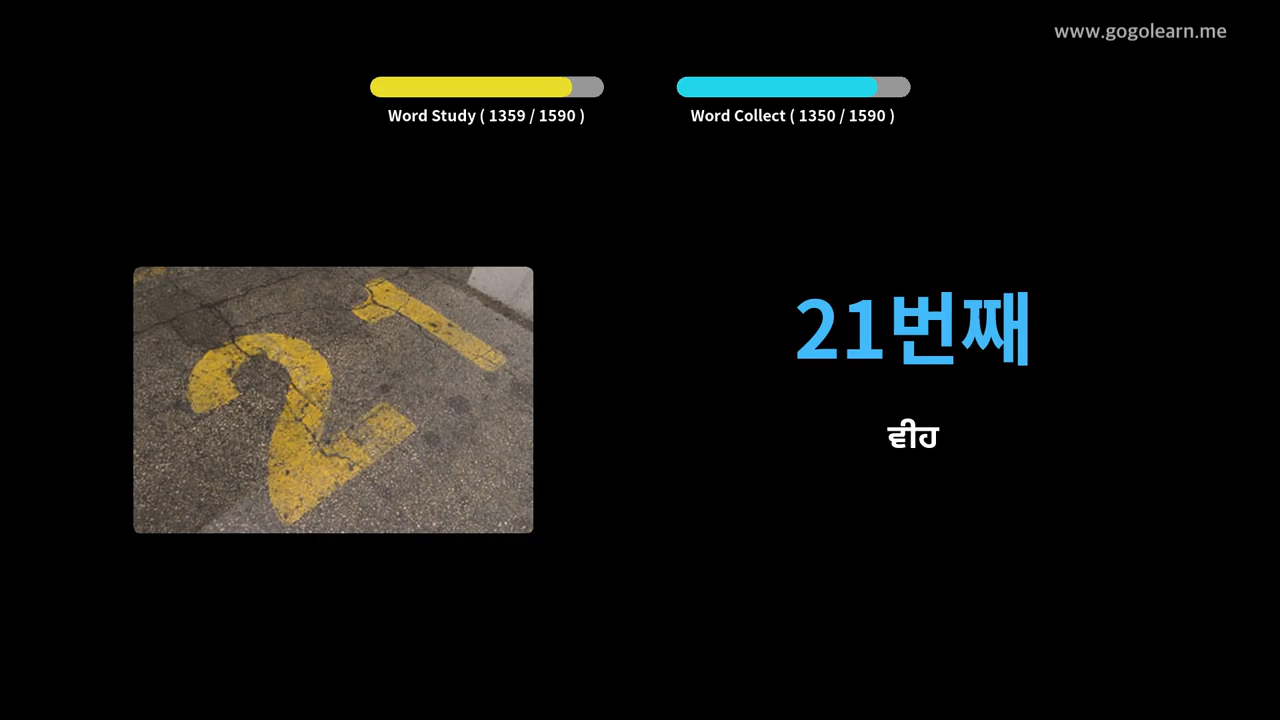 www.gogolearn.me
Word Study ( 1359 / 1590 )
Word Collect ( 1350 / 1590 )
21
21번째
ਵੀਹ